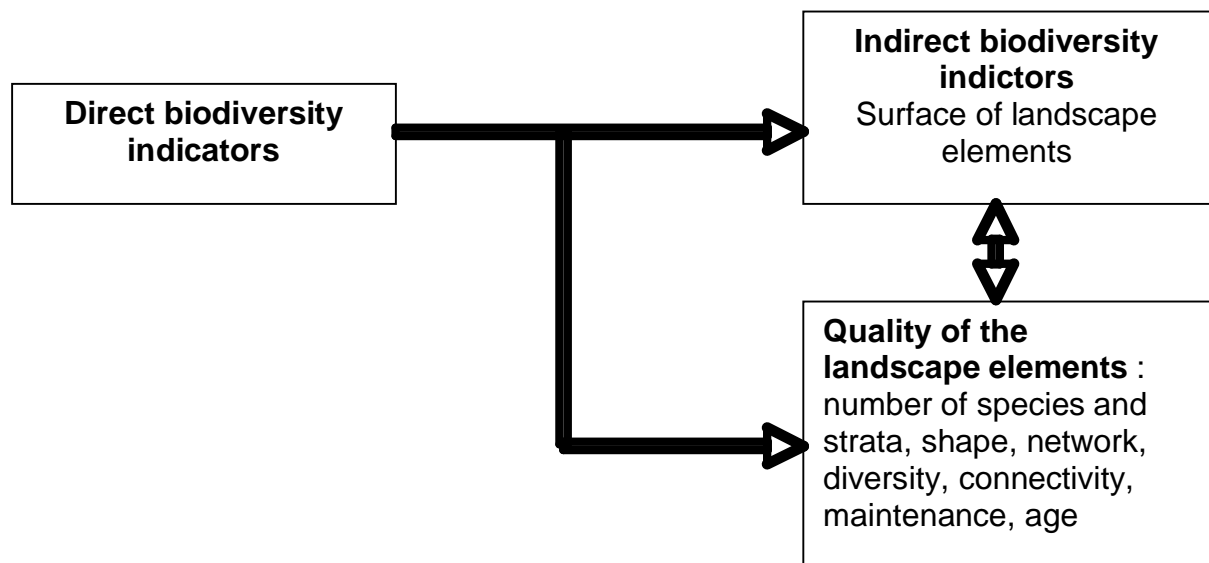 Direct biodiversity
indicators
Indirect biodiversity
indictors
Surface of landscape
elements
Quality of the
landscape elements :
number of species and
strata, shape, network,
diversity, connectivity,
maintenance, age